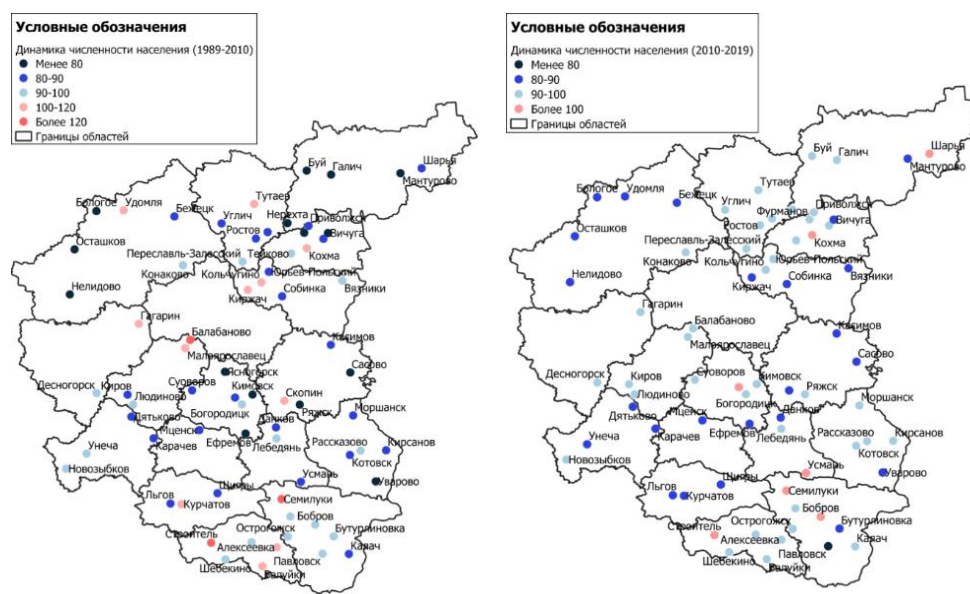 Условные обозначения
Динамика численности населения (1989-2010)
Менее 80
80-90
90-100
100-120
Более 120
Границы областей
Буй
Галич
Шарья
Мантурово
Бологое
Удомля
Бежецк
Тутаев
Углич
Нерехта
Приволжск
Осташков
Ростов
Вичуга
Переславль-Залесский
Тейково
Кохма
Конаково
Кольчугино
Юрьев-Польский
Нелидово
Киржач
Собинка
Вязники
Гагарин
Балабаново
Малоярославец
Касимов
Ясногорск
Сасово
Десногорск
Киров
Суоворов
Кимовск
Скопин
Людиново
Дятьково
Богородицк
Данков
Ряжск
Моршанск
Мценск
Унеча
Карачев
Ефремов
Лебедянь
Рассказово
Кирсанов
Новозыбков
Котовск
Усмань
Уварово
Льгов
Щигры
Семилуки
Курчатов
Бобров
Строитель
Острогожск
Бутурлиновка
Алексеевка
Калач
Шебекино
Павловск
Валуйки
Условные обозначения
Динамика численности населения (2010-2019)
Менее 80
80-90
90-100
Более 100
Границы областей
Буй
Галич
Шарья
Мантурово
Бологое
Удомля
Бежецк
Тутаев
Углич
Фурманов
Приволжск
Осташков
Ростов
Вичуга
Переславль-Залесский
Кохма
Конаково
Кольчугино
Юрьев-Польский
Нелидово
Киржач
Собинка
Вязники
Гагарин
Балабаново
Малоярославец
Касимов
Сасово
Десногорск
Киров
Суоворов
Кимовск
Ряжск
Людиново
Богородицк
Дятьково
Данков
Моршанск
Мценск
Унеча
Карачев
Ефремов
Лебедянь
Рассказово
Кирсанов
Новозыбков
Котовск
Усмань
Уварово
Льгов
Щигры
Семилуки
Курчатов
Бобров
Строитель
Острогожск
Бутурлиновка
Алексеевка
Калач
Шебекино
Павловск
Валуйки